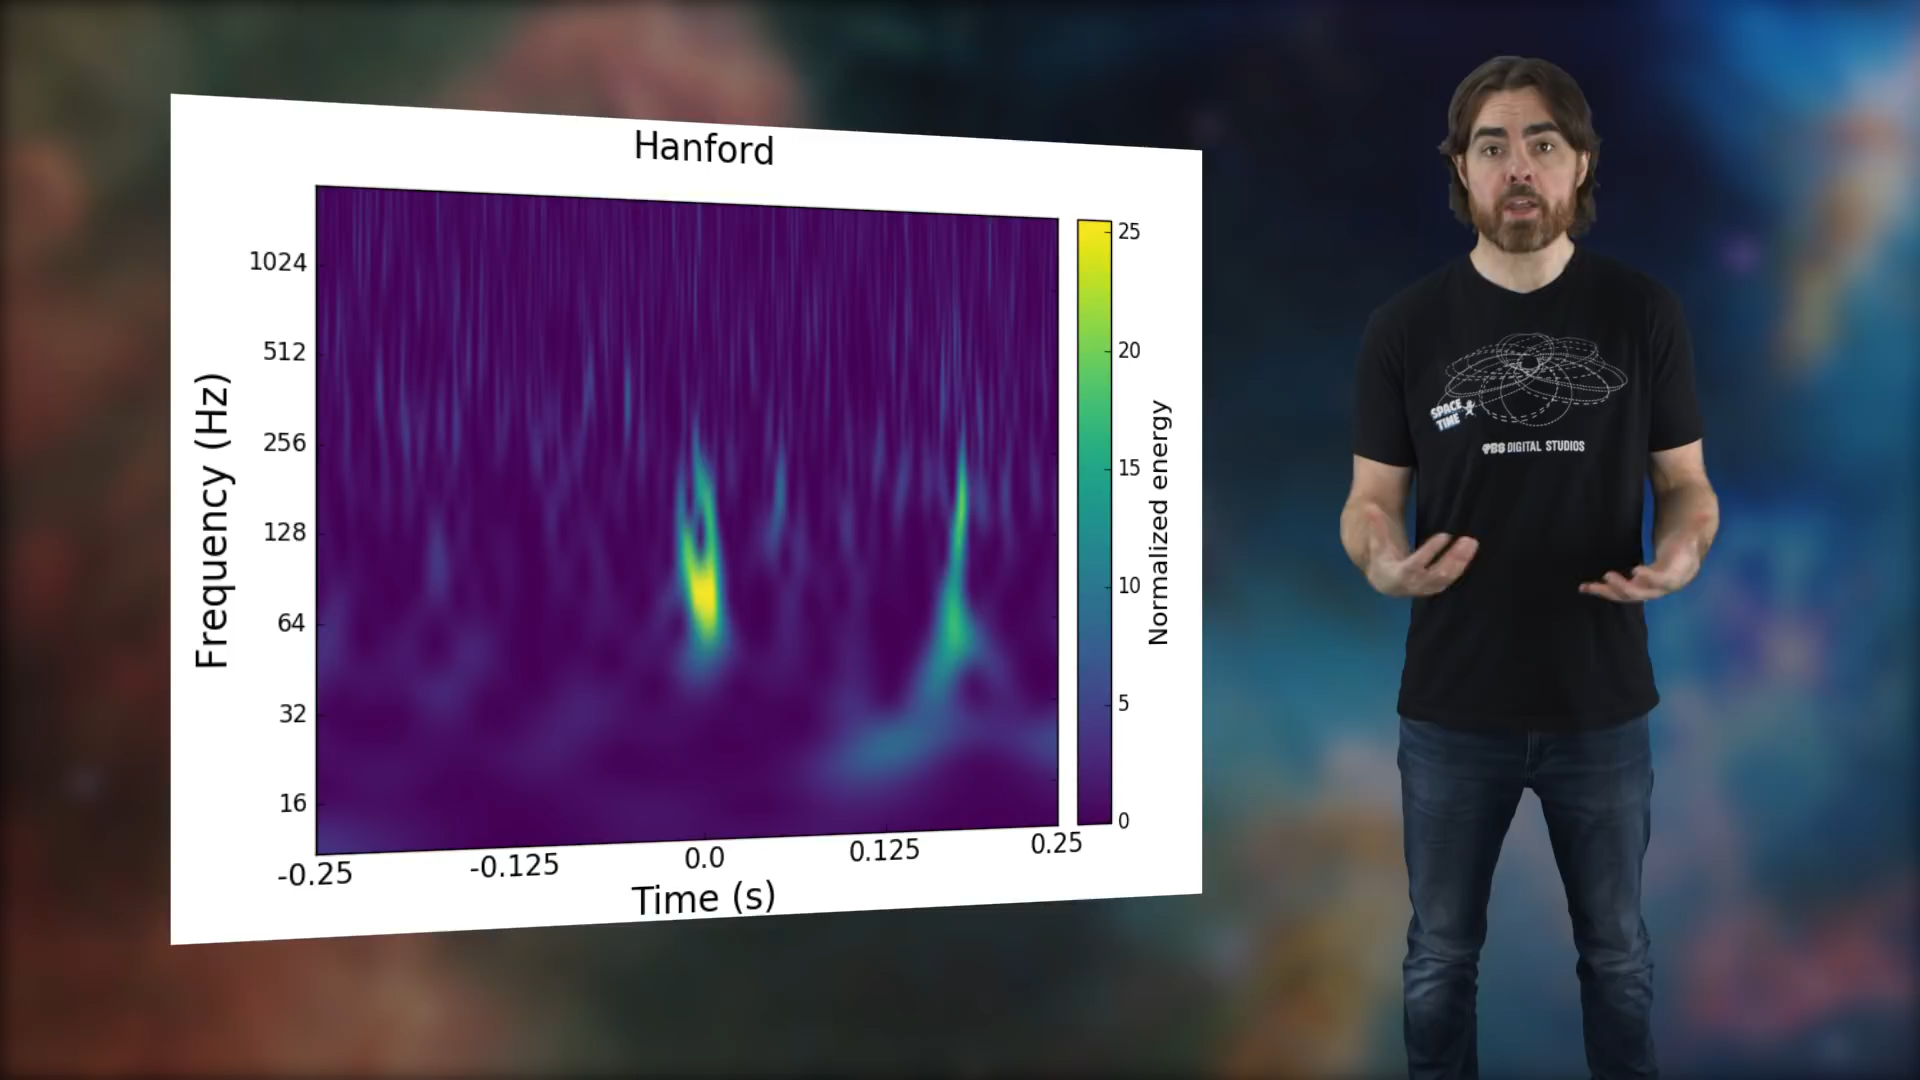 Hanford
1024
512
256
128
64
32
16
Frequency (Hz)
-0.25
-0.125
0.0
0.125
0.25
Time (s)
25
20
15
10
5
0
Normalized energy
SPACE
TIME
PBS DIGITAL STUDIOS